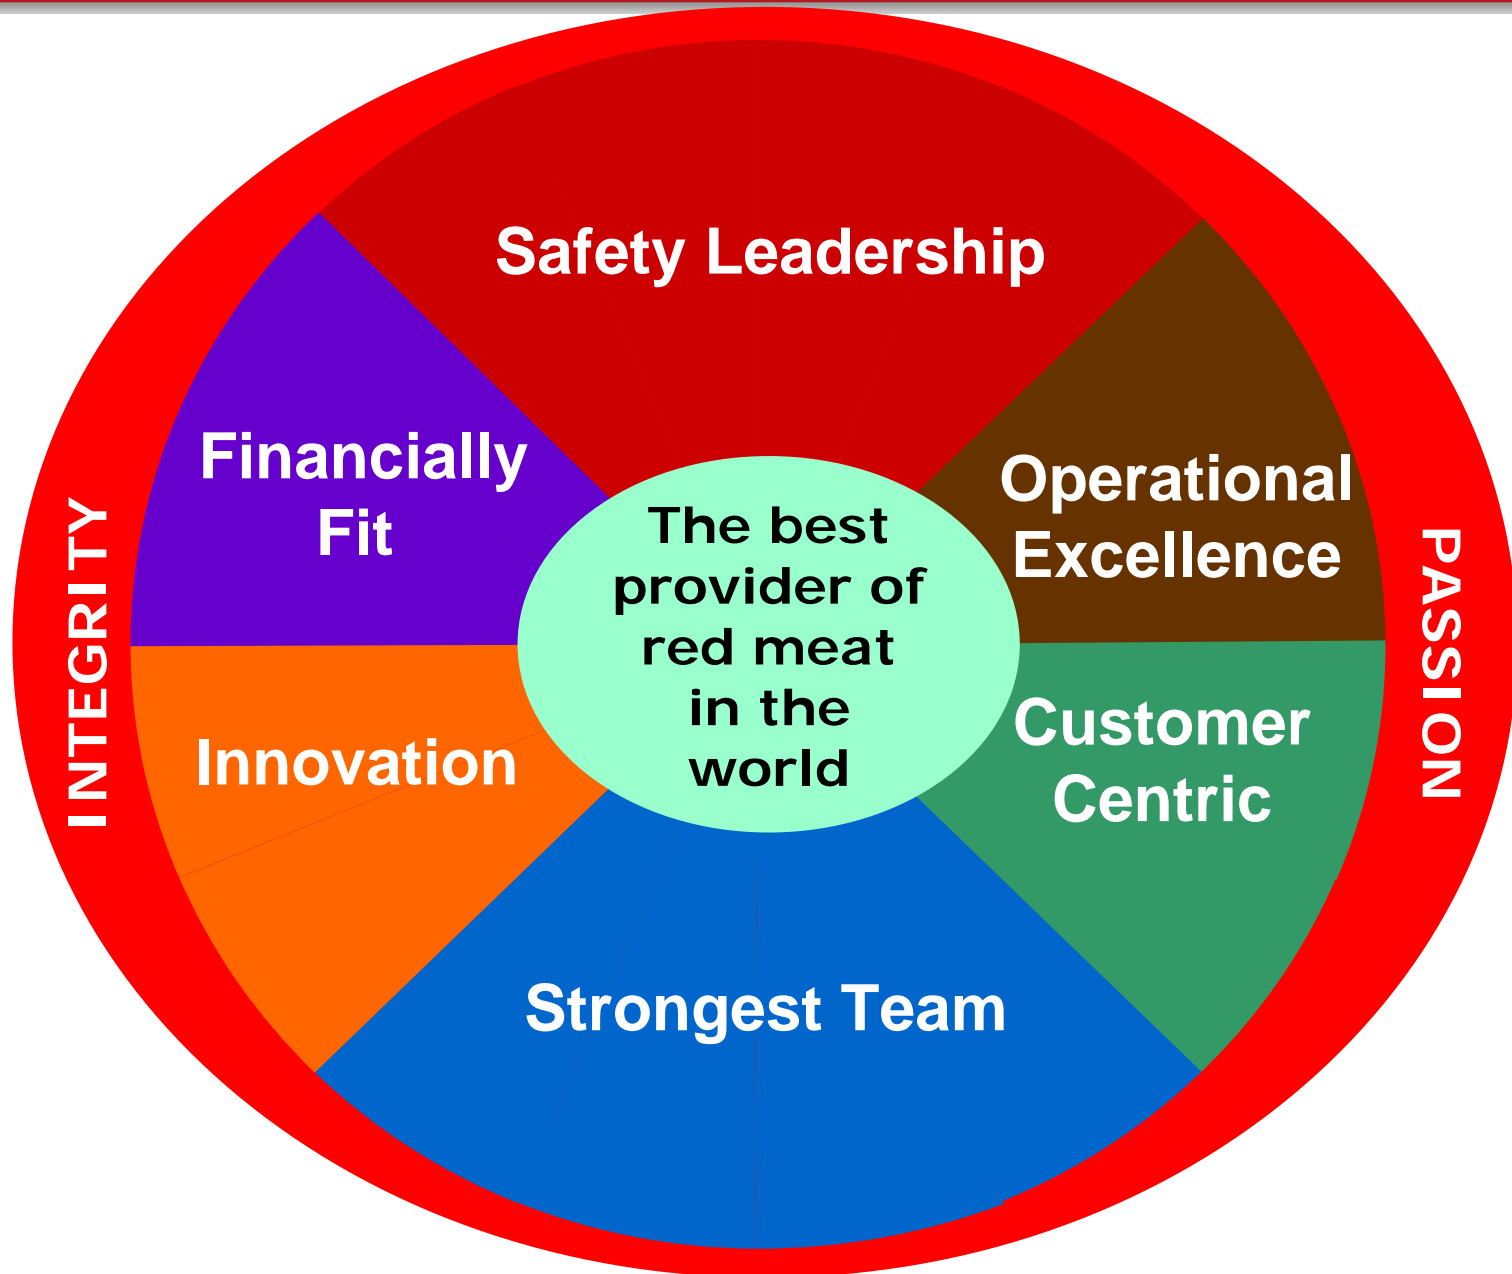 Safety Leadership
Financially
Fit
Operational
Excellence
The best
provider of
red meat
in the
world
INTEGRITY
PASSION
Innovation
Customer
Centric
Strongest Team